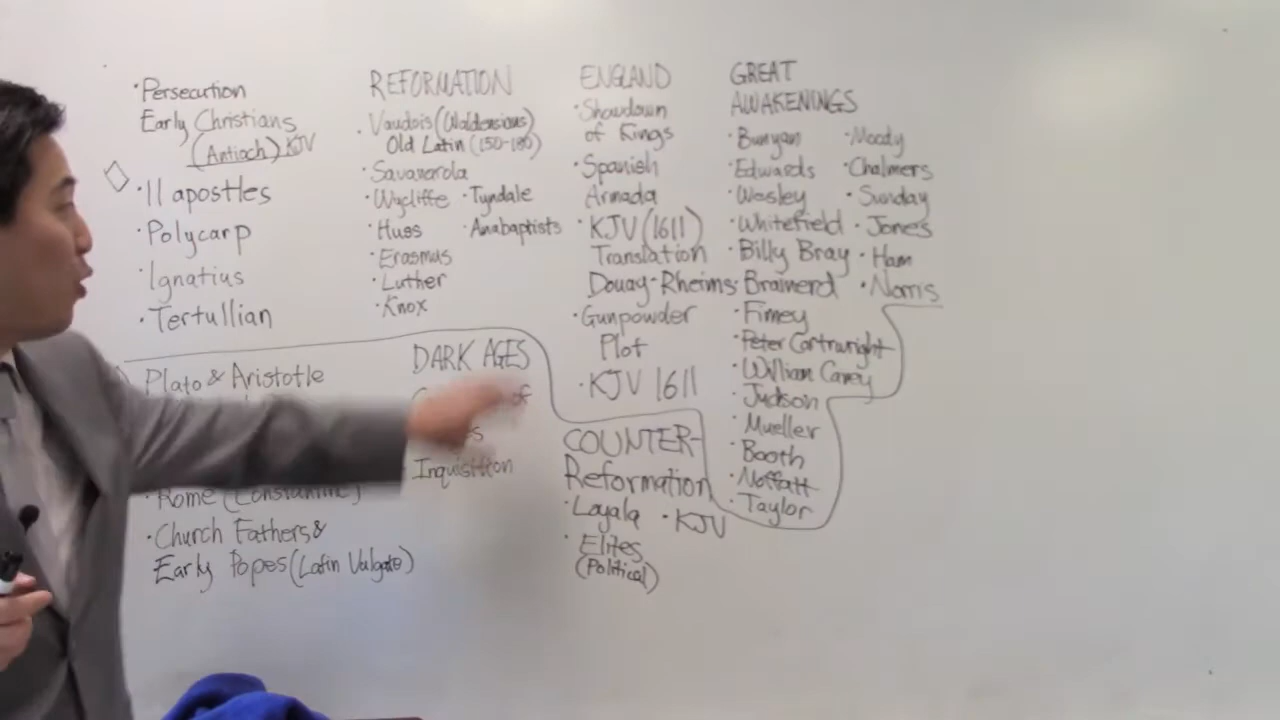 ·Persecution
Early Christians
(Antioch) KJV
·11 apostles
·Polycarp
·Ignatius
·Tertullian
Plato & Aristotle
·Rome (Constantine)
·Church Fathers &
Early Popes (Latin Vulgate)
REFORMATION
·Vaudois (Waldensians)
Old Latin (150-180)
·Savanarola
·Wycliffe ·Tyndale
·Huss ·Anabaptists
·Erasmus
·Luther
·Knox
DARK AGES
of
Inquisition
ENGLAND
·Showdown
of Kings
·Spanish
Armada
·KJV (1611)
Translation
Douay-Rheims
·Gunpowder
Plot
·KJV 1611
COUNTER-
Reformation
·Loyala ·KJV
·Elites
(Political)
GREAT
AWAKENINGS
·Bunyan ·Moody
·Edwards ·Chalmers
·Wesley ·Sunday
·Whitefield ·Jones
·Billy Bray ·Ham
·Brainerd ·Norris
·Finney
·Peter Cartwright
·William Carey
·Judson
·Mueller
·Booth
·Moffatt
·Taylor